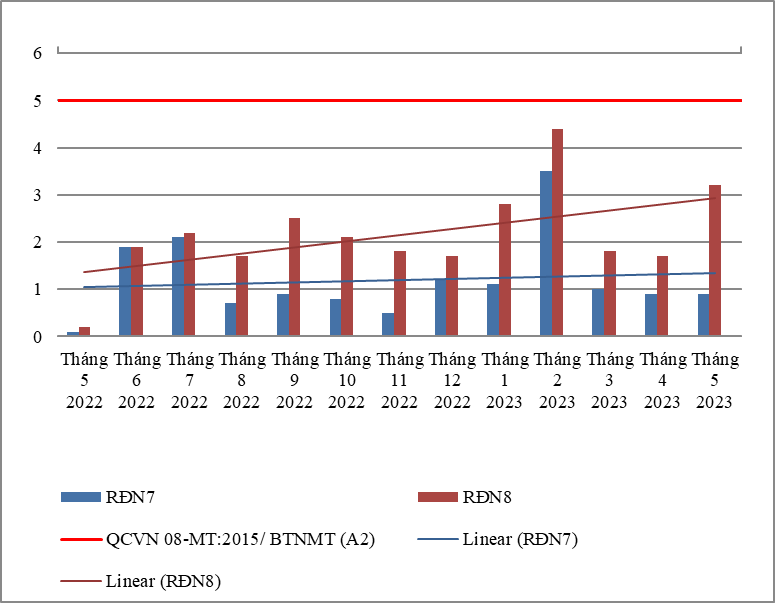 6
5
4
3
2
1
0
Tháng Tháng Tháng Tháng Tháng Tháng Tháng Tháng Tháng Tháng Tháng Tháng Tháng
5 6 7 8 9 10 11 12 1 2 3 4 5
2022 2022 2022 2022 2022 2022 2022 2022 2023 2023 2023 2023 2023
RĐN7 RĐN8
QCVN 08-MT:2015/ BTNMT (A2) Linear (RĐN7)
Linear (RĐN8)